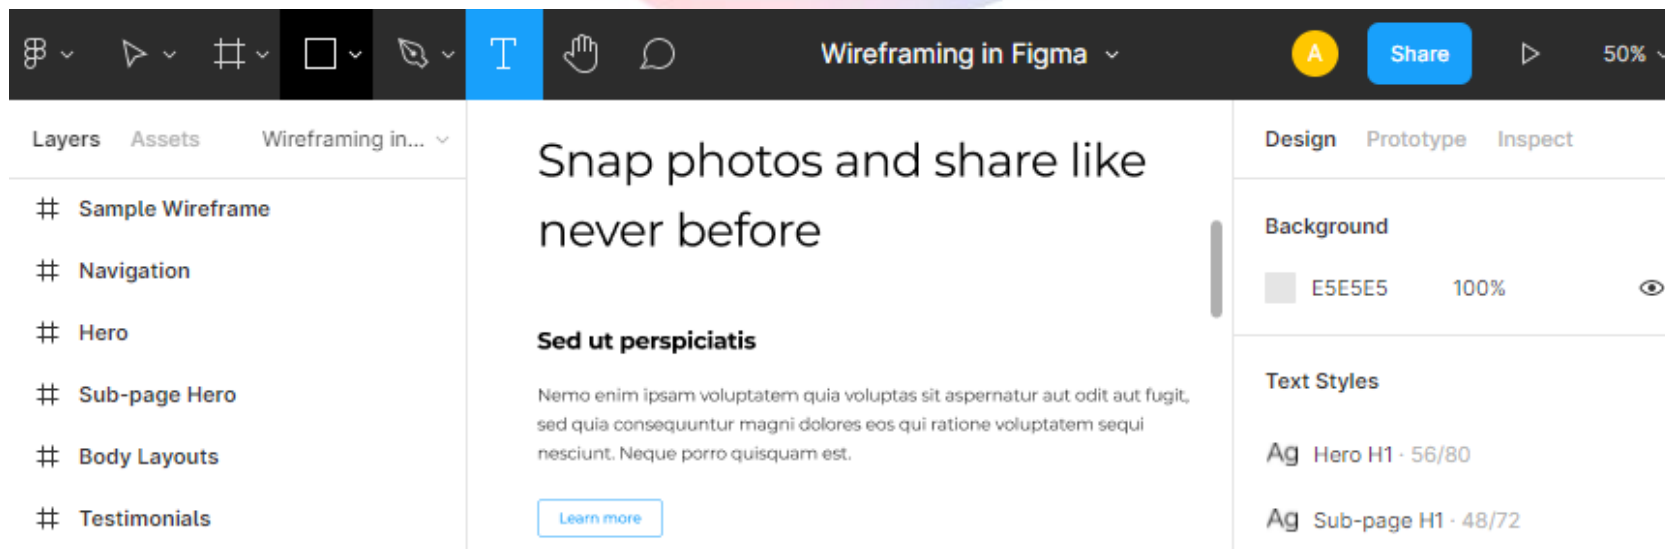 Wireframing in Figma
A
Share
50%
Layers Assets Wireframing in...
Sample Wireframe
Navigation
Hero
Sub-page Hero
Body Layouts
Testimonials
Snap photos and share like
never before
Sed ut perspiciatis
Nemo enim ipsam voluptatem quia voluptas sit aspernatur aut odit aut fugit,
sed quia consequuntur magni dolores eos qui ratione voluptatem sequi
nesciunt. Neque porro quisquam est.
Learn more
Design Prototype Inspect
Background
E5E5E5 100%
Text Styles
Ag Hero H1 · 56/80
Ag Sub-page H1 · 48/72